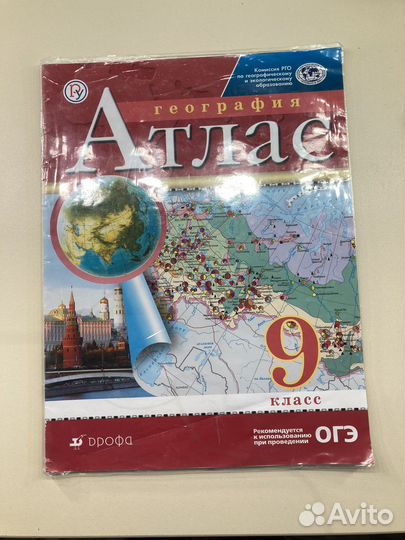 Комиссия РГО
по географическому
и экологическому
образованию
география
Атлас
9
класс
дрофа
Рекомендуется
к использованию
при проведении
ОГЭ
Avito